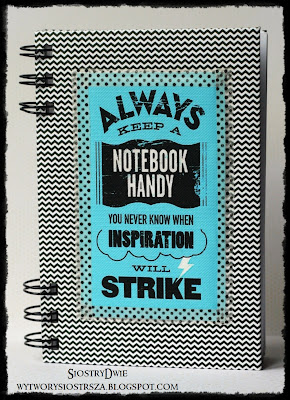 ALWAYS
KEEP A
NOTEBOOK
HANDY
YOU NEVER KNOW WHEN
INSPIRATION
WILL
STRIKE
SIOSTRYDWIE
WYTWORYSIOSTRSZA.BLOGSPOT.COM